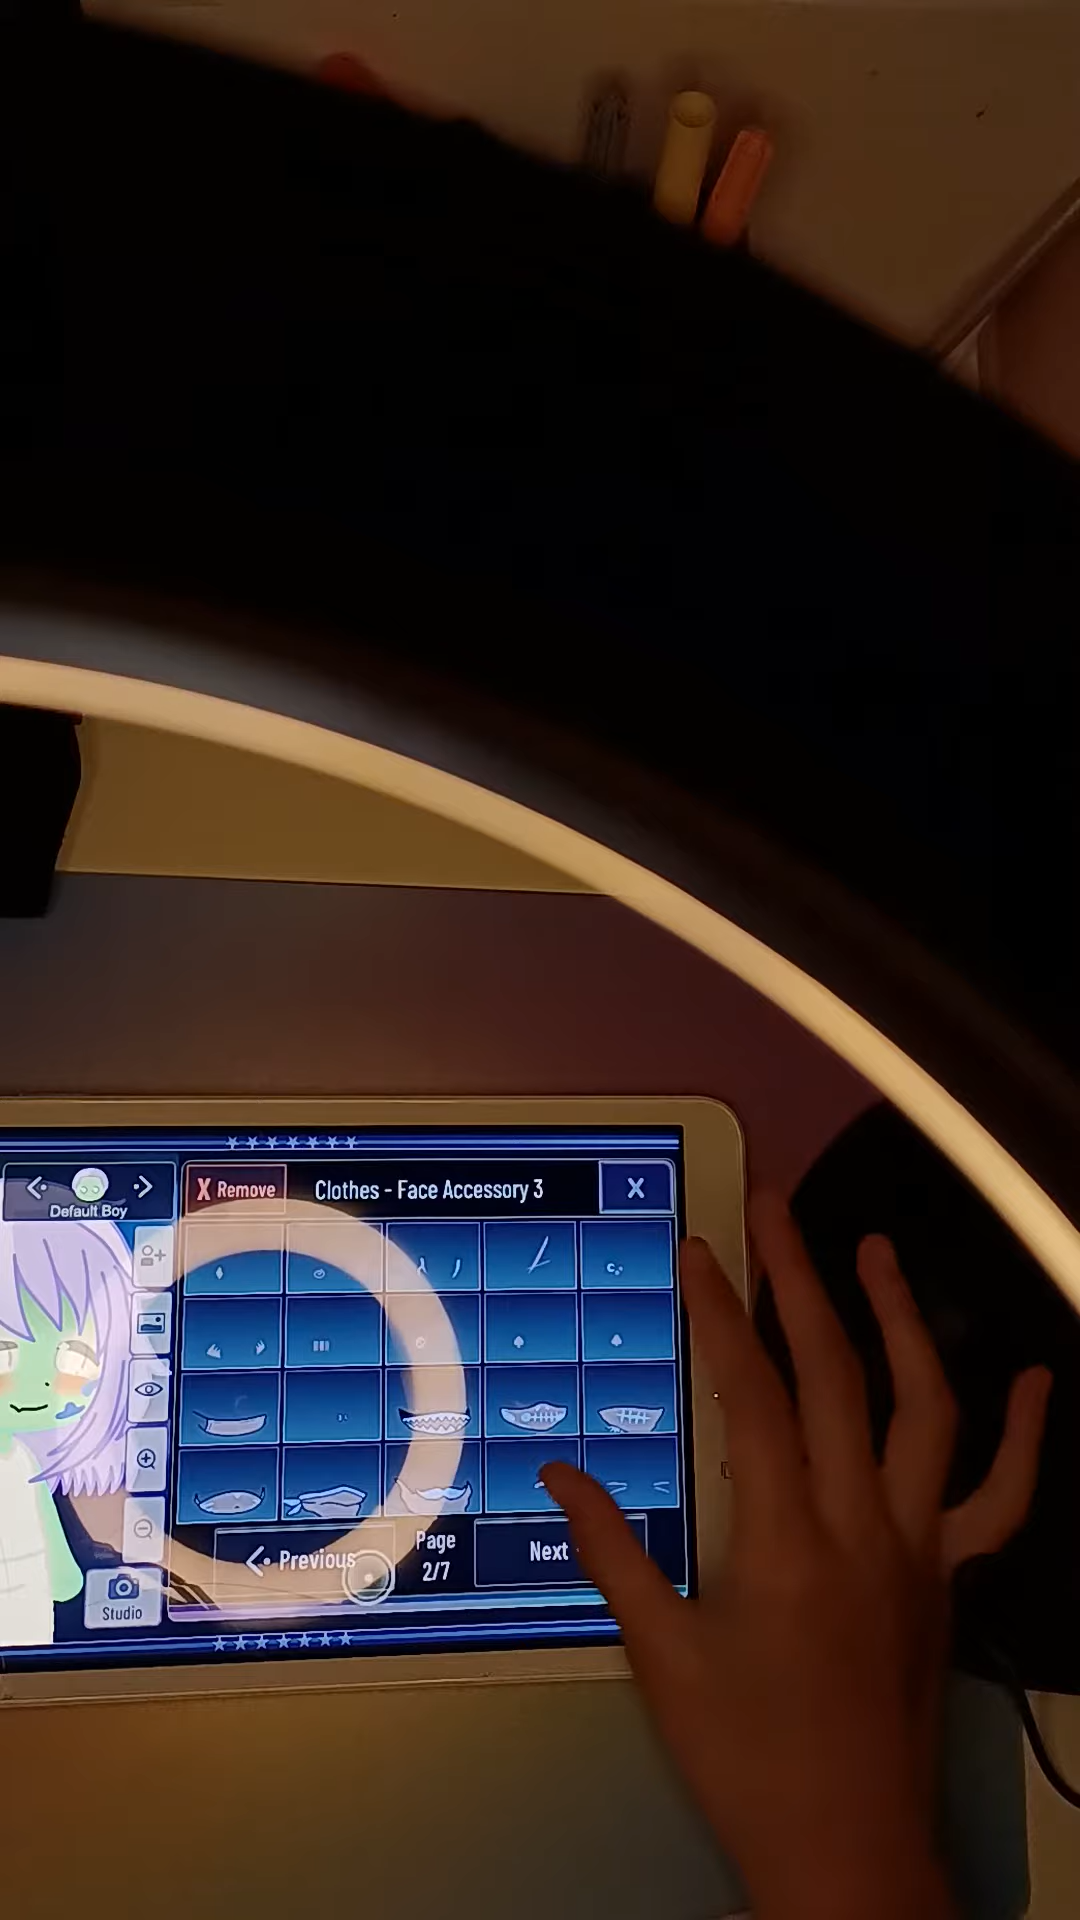 Default Boy
X Remove
Clothes - Face Accessory 3
X
Previous
Page
2/7
Next
Studio